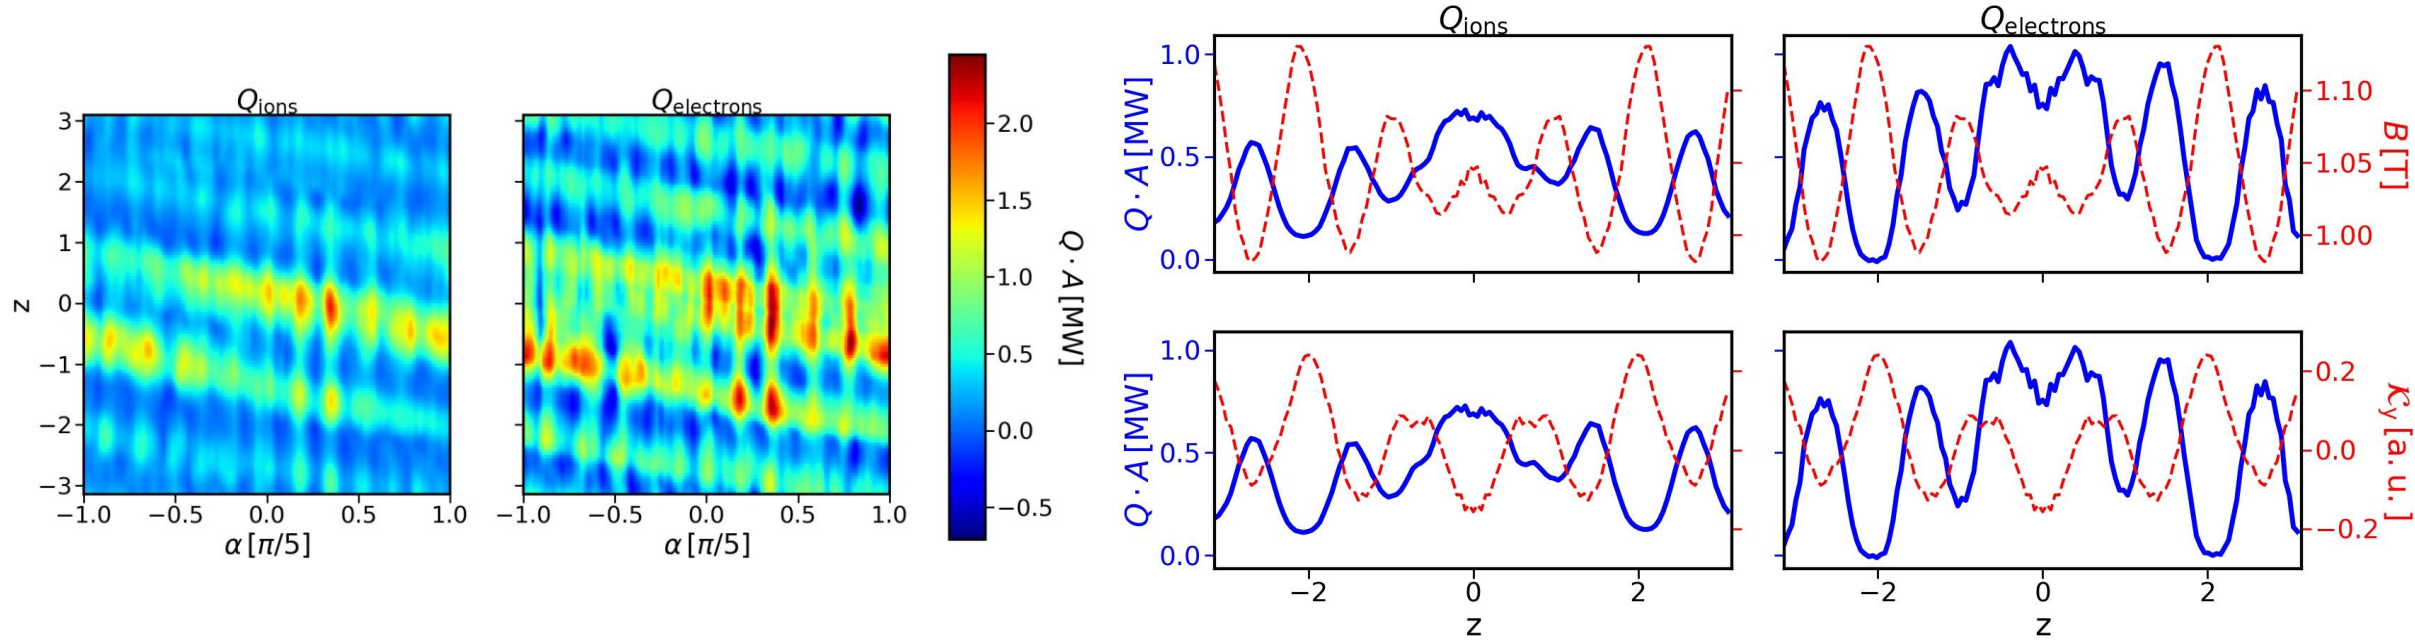 Q_ions
Q_electrons
3
2
1
0
−1
−2
−3
z
−1.0 −0.5 0.0 0.5 1.0
α [π/5]
−1.0 −0.5 0.0 0.5 1.0
α [π/5]
2.0
1.5
1.0
0.5
0.0
−0.5
Q · A [MW]
Q_ions
Q_electrons
1.0
0.5
0.0
Q · A [MW]
1.10
1.05
1.00
B [T]
1.0
0.5
0.0
Q · A [MW]
0.2
0.0
−0.2
𝒦_y [a.u.]
−2 0 2
z
−2 0 2
z